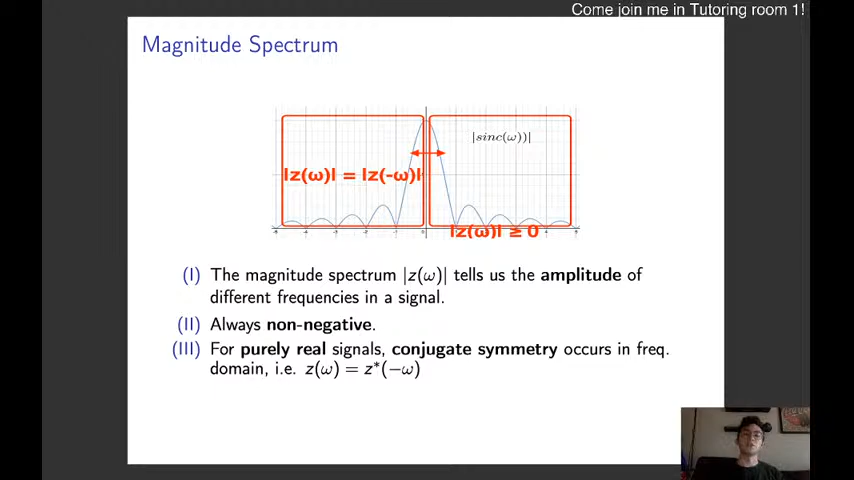 Come join me in Tutoring room 1!
Magnitude Spectrum
|sinc(ω))|
|z(ω)| = |z(-ω)|
|z(ω)| ≥ 0
(I) The magnitude spectrum |z(ω)| tells us the amplitude of
different frequencies in a signal.
(II) Always non-negative.
(III) For purely real signals, conjugate symmetry occurs in freq.
domain, i.e. z(ω) = z*(−ω)